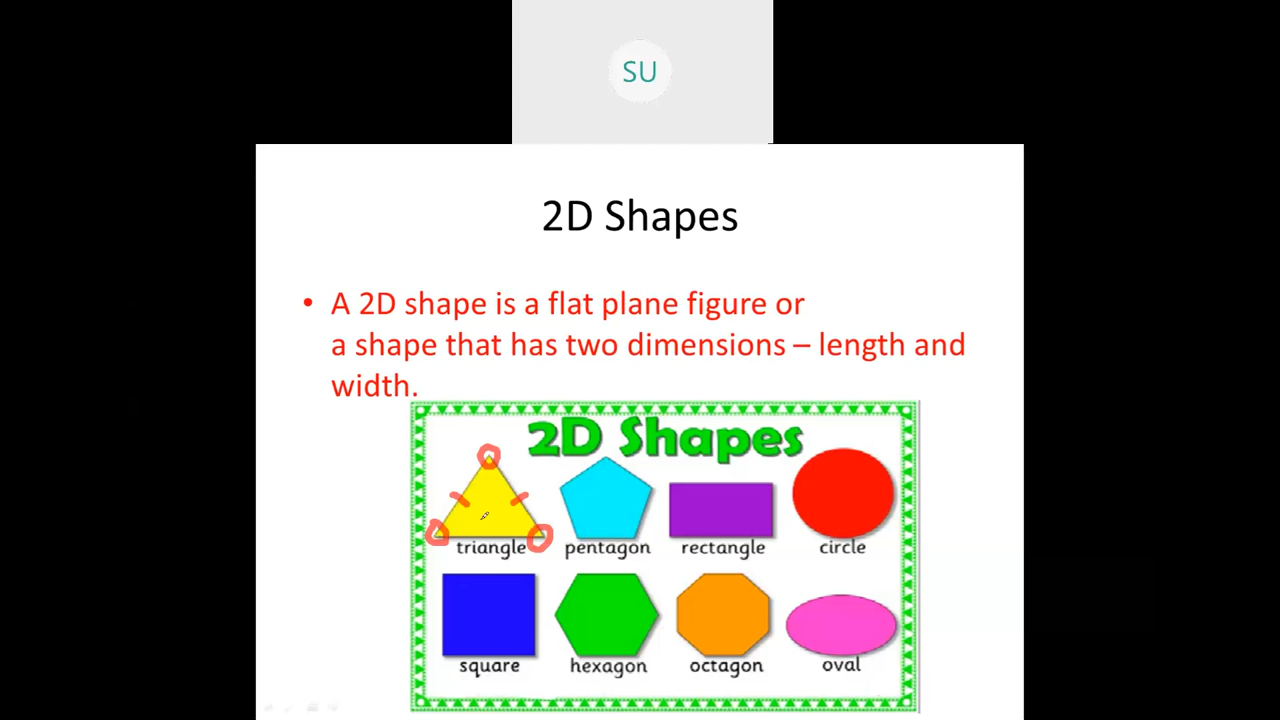 SU
2D Shapes
• A 2D shape is a flat plane figure or
a shape that has two dimensions – length and
width.
2D Shapes
triangle pentagon rectangle circle
square hexagon octagon oval